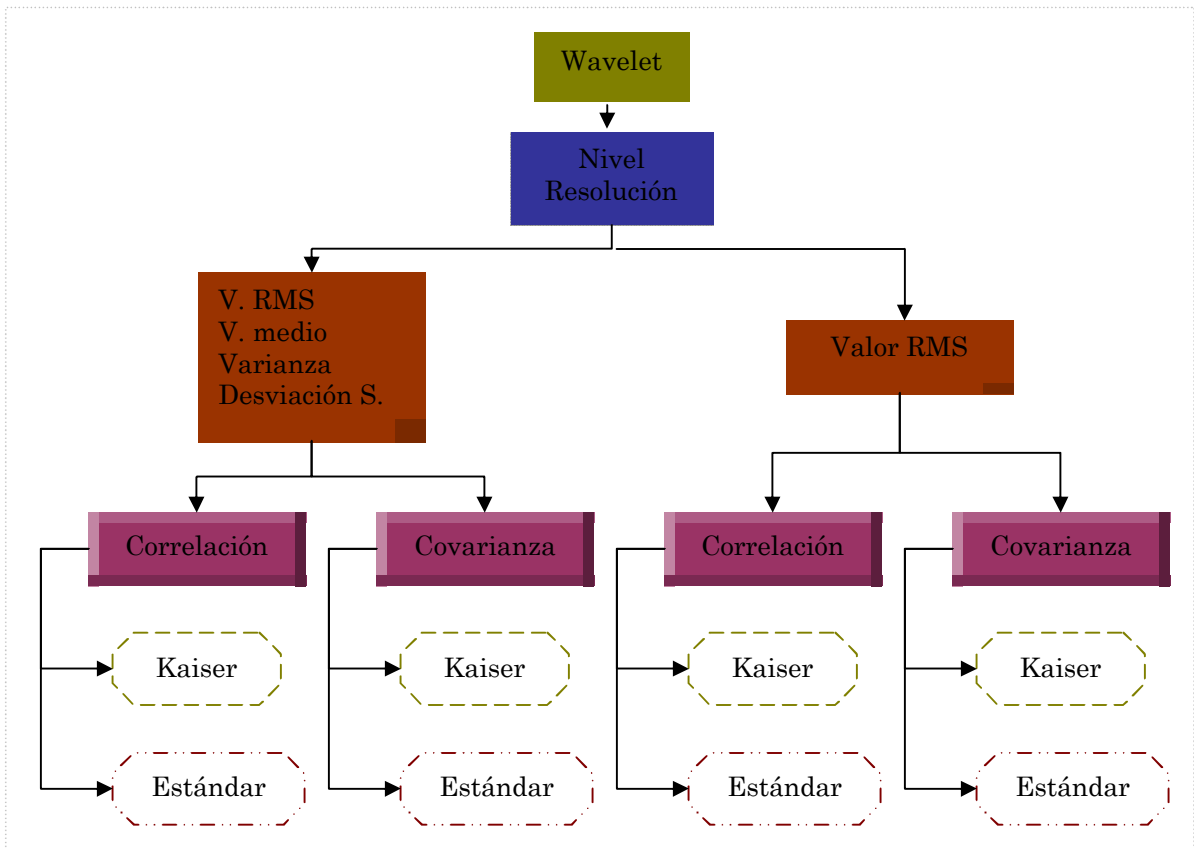 Wavelet
Nivel
Resolución
V. RMS
V. medio
Varianza
Desviación S.
Valor RMS
Correlación
Covarianza
Correlación
Covarianza
Kaiser
Kaiser
Kaiser
Kaiser
Estándar
Estándar
Estándar
Estándar